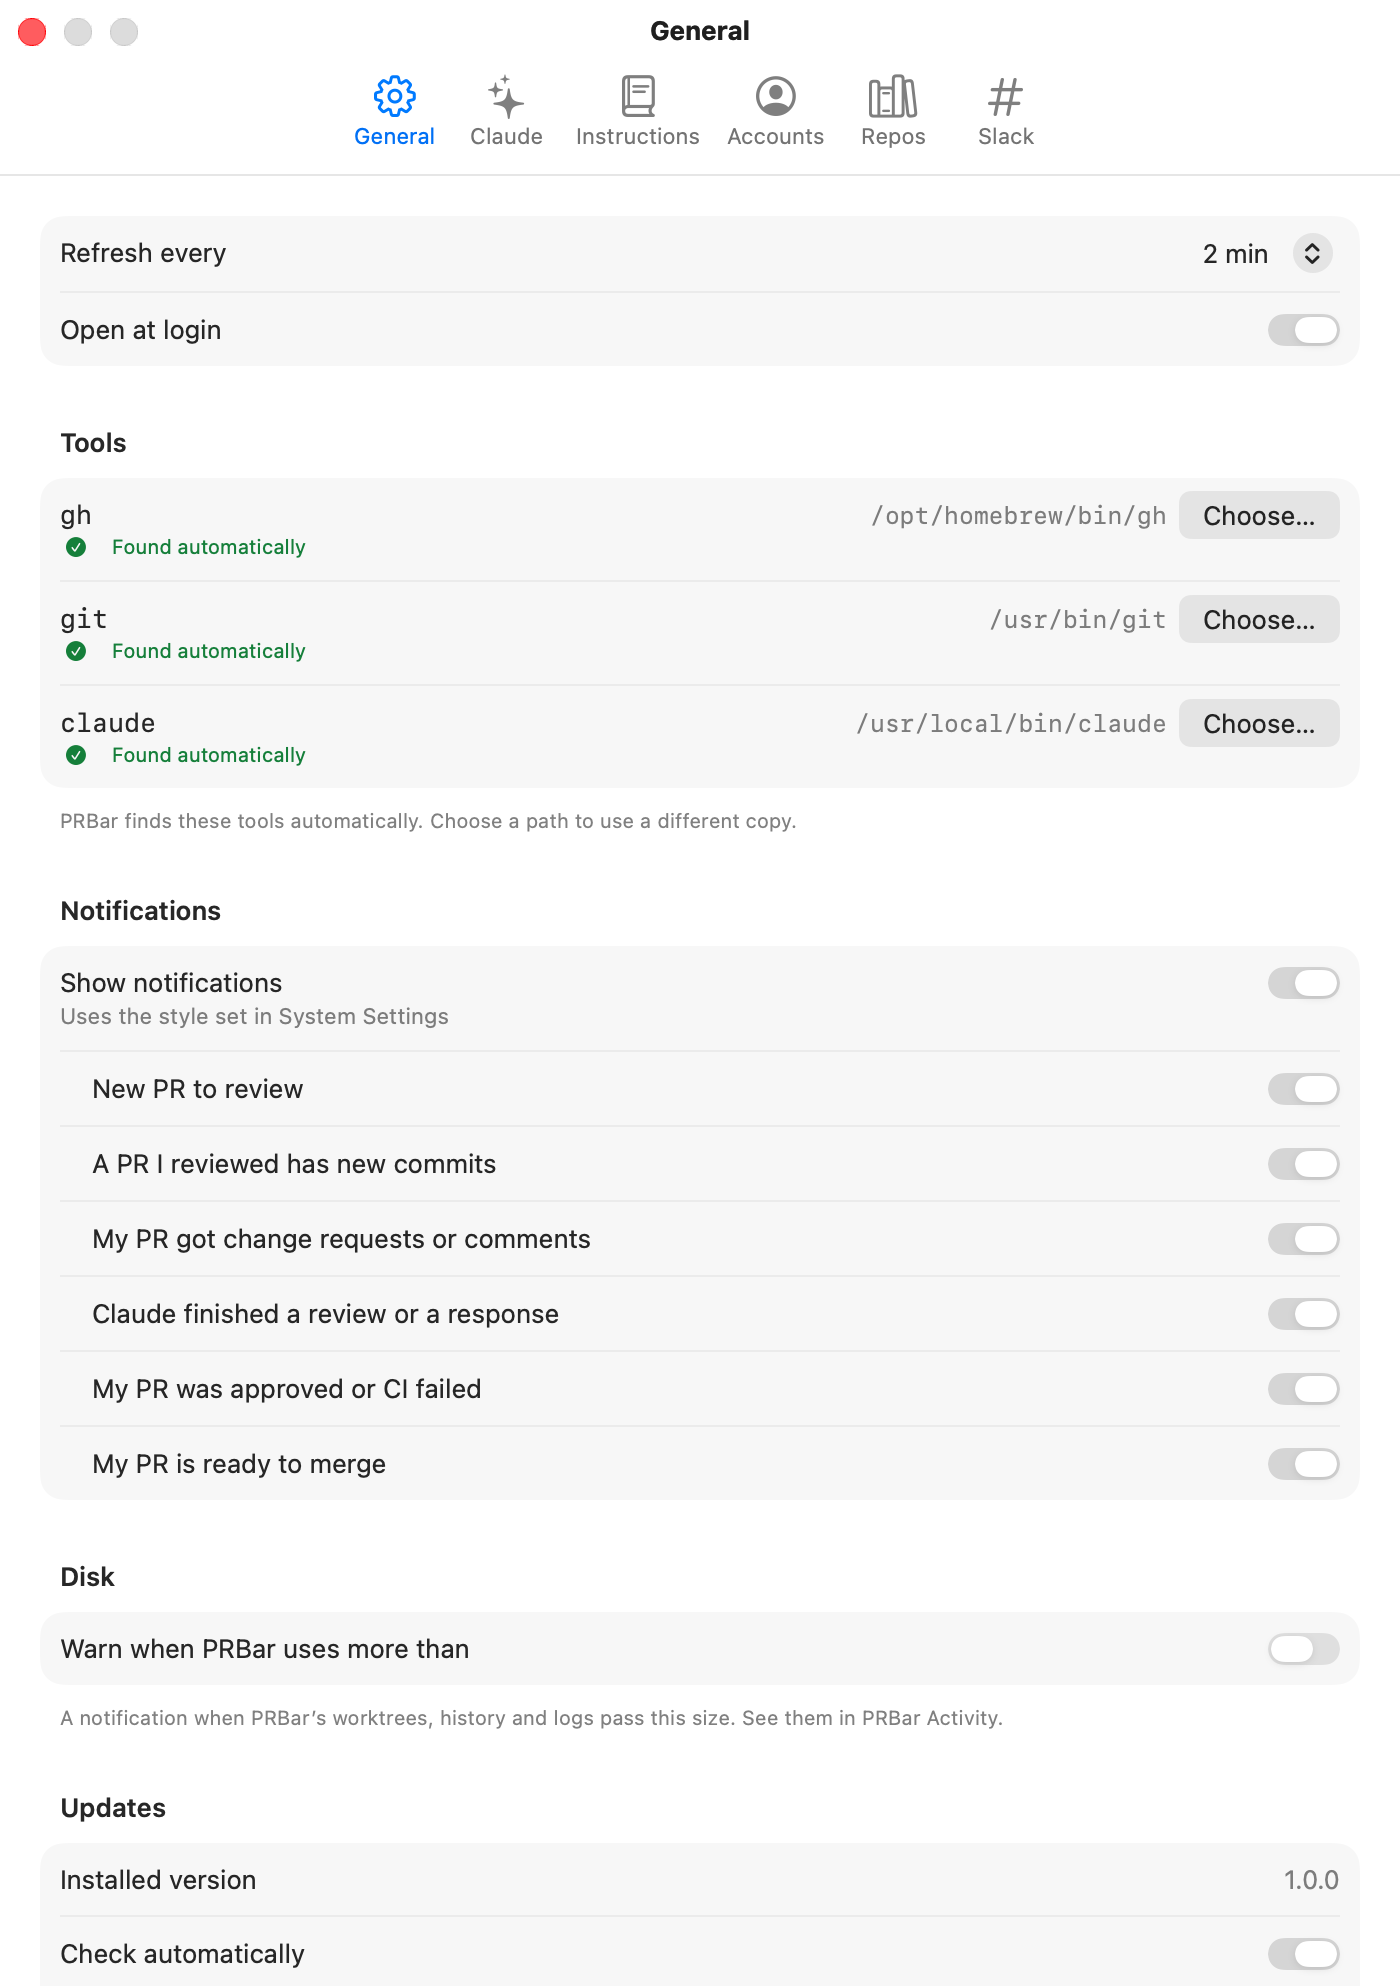 General
General
Claude
Instructions
Accounts
Repos
Slack
Refresh every
2 min
Open at login
Tools
gh
/opt/homebrew/bin/gh
Choose...
Found automatically
git
/usr/bin/git
Choose...
Found automatically
claude
/usr/local/bin/claude
Choose...
Found automatically
PRBar finds these tools automatically. Choose a path to use a different copy.
Notifications
Show notifications
Uses the style set in System Settings
New PR to review
A PR I reviewed has new commits
My PR got change requests or comments
Claude finished a review or a response
My PR was approved or CI failed
My PR is ready to merge
Disk
Warn when PRBar uses more than
A notification when PRBar’s worktrees, history and logs pass this size. See them in PRBar Activity.
Updates
Installed version
1.0.0
Check automatically